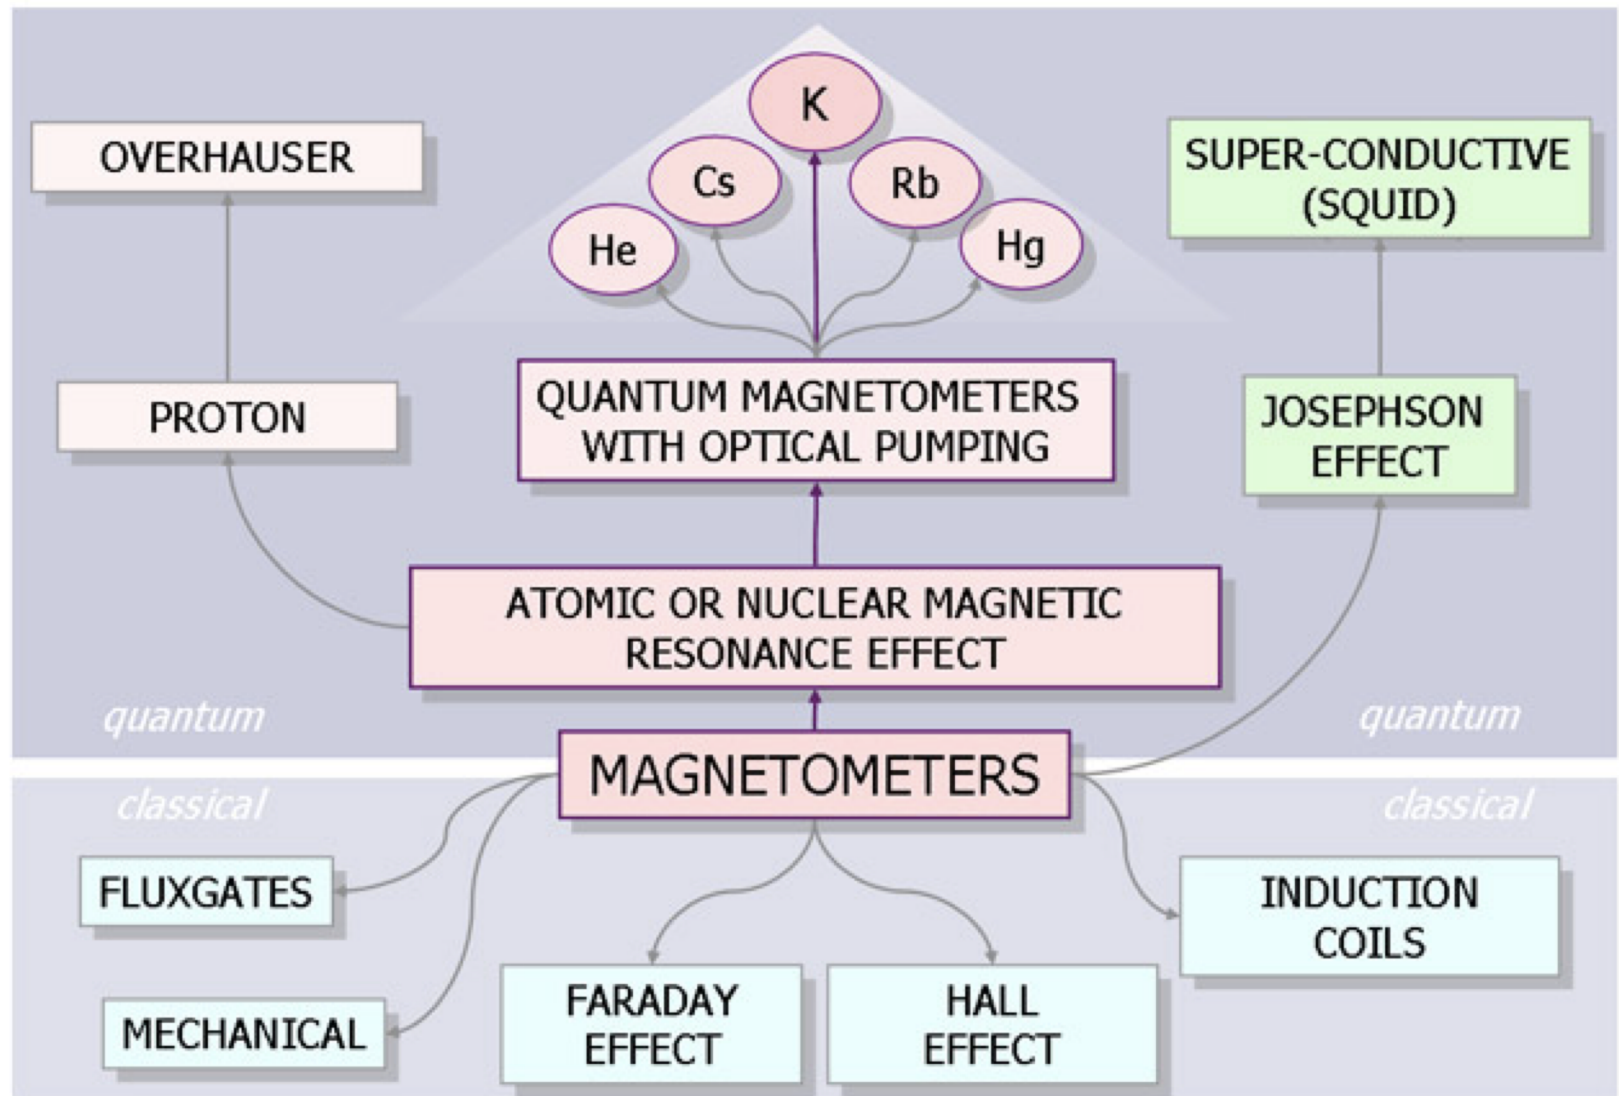 K
OVERHAUSER
Cs
Rb
SUPER-CONDUCTIVE
(SQUID)
He
Hg
PROTON
QUANTUM MAGNETOMETERS
WITH OPTICAL PUMPING
JOSEPHSON
EFFECT
ATOMIC OR NUCLEAR MAGNETIC
RESONANCE EFFECT
quantum
quantum
MAGNETOMETERS
classical
classical
FLUXGATES
INDUCTION
COILS
MECHANICAL
FARADAY
EFFECT
HALL
EFFECT